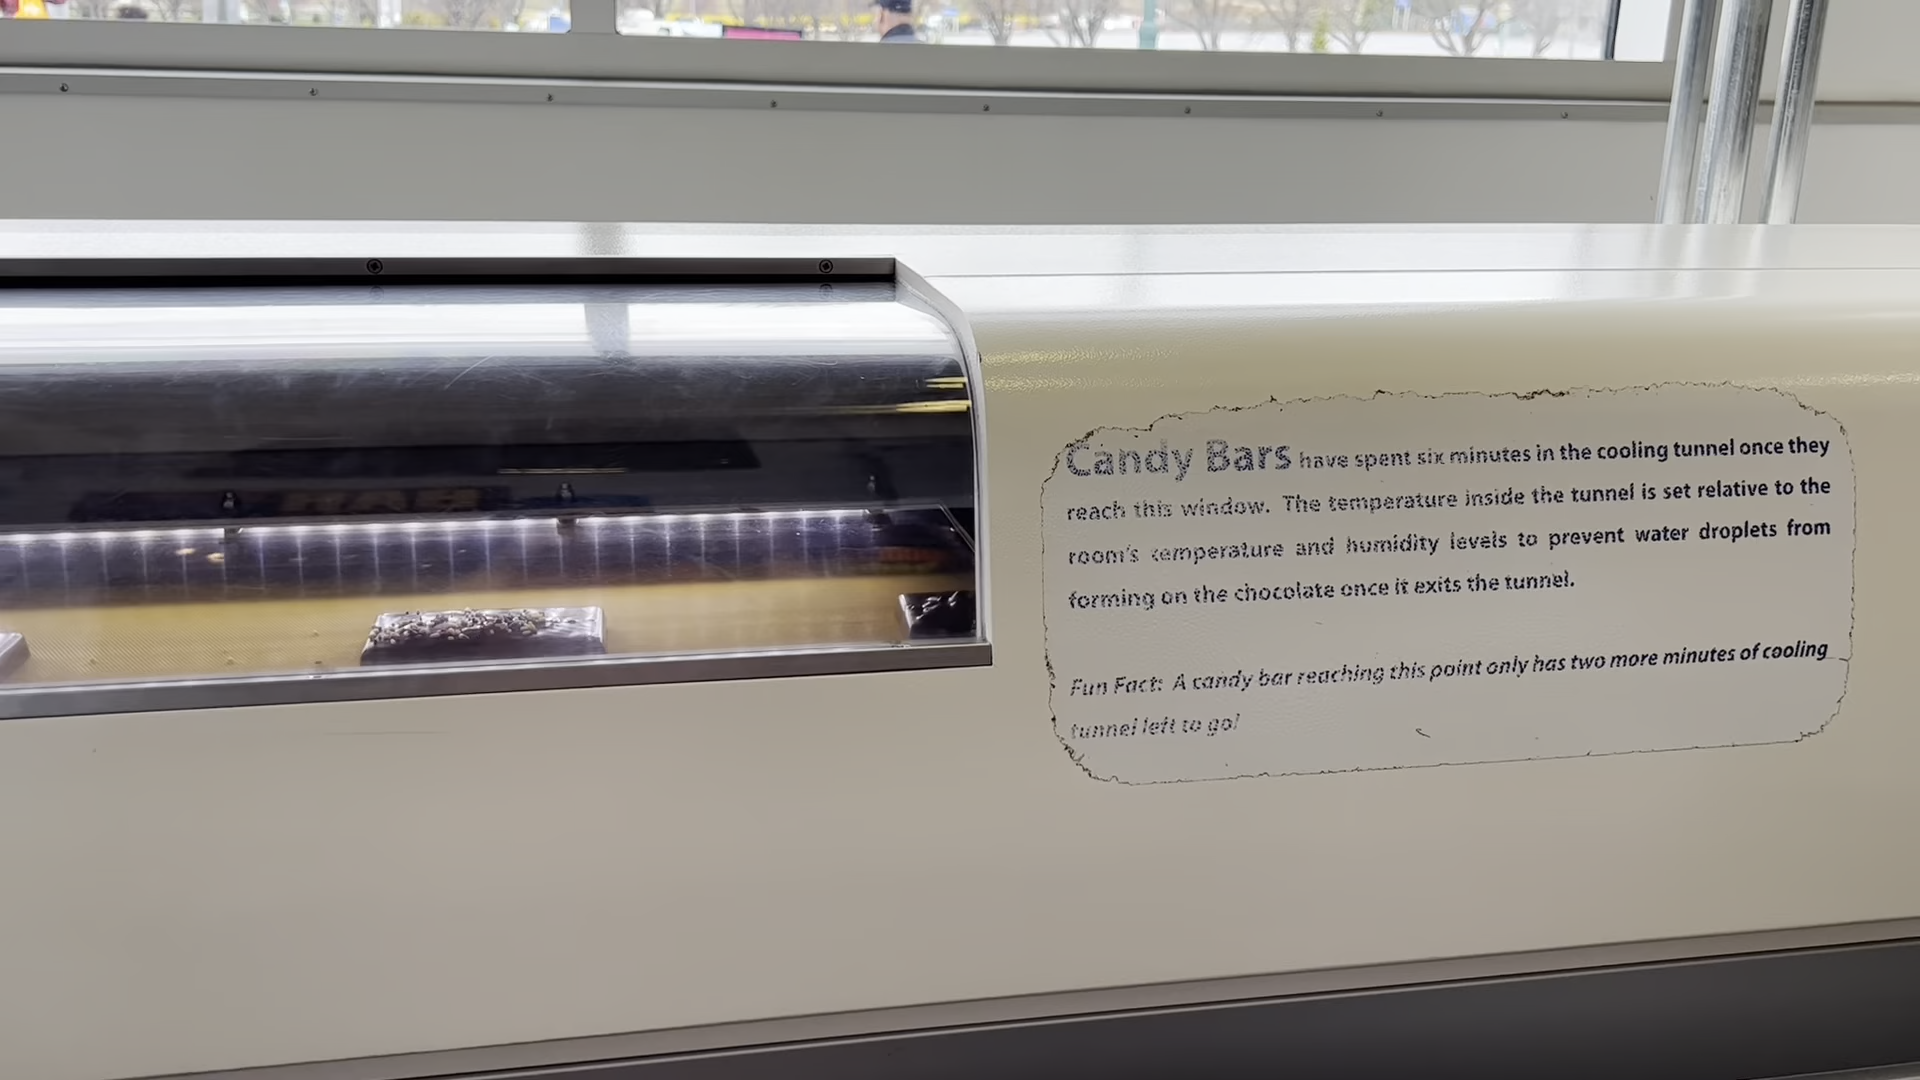 Candy Bars have spent six minutes in the cooling tunnel once they
reach this window. The temperature inside the tunnel is set relative to the
room's temperature and humidity levels to prevent water droplets from
forming on the chocolate once it exits the tunnel.
Fun Fact: A candy bar reaching this point only has two more minutes of cooling
tunnel left to go!